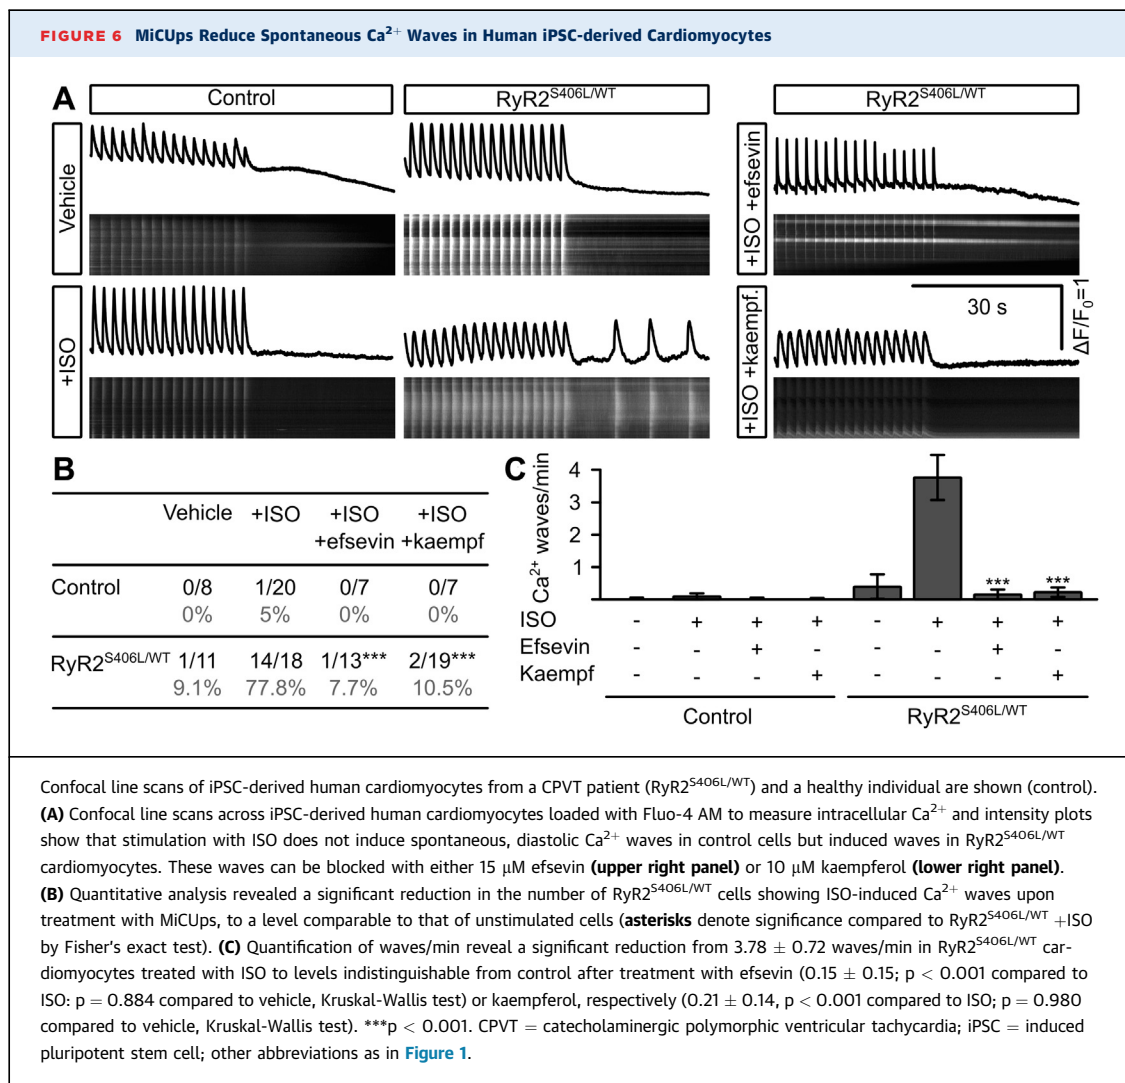 FIGURE 6 MiCUps Reduce Spontaneous Ca2+ Waves in Human iPSC-derived Cardiomyocytes
A
Control
RyR2S406L/WT
RyR2S406L/WT
Vehicle
+ISO
+ISO +efsevin
+ISO +kaempf.
30 s
ΔF/F0=1
B
Vehicle +ISO +ISO +ISO
+efsevin +kaempf
Control 0/8 1/20 0/7 0/7
0% 5% 0% 0%
RyR2S406L/WT 1/11 14/18 1/13*** 2/19***
9.1% 77.8% 7.7% 10.5%
C
Ca2+ waves/min
4
3
2
1
*** ***
ISO - + + + - + + +
Efsevin - - + - - - + -
Kaempf - - - + - - - +
Control RyR2S406L/WT
Confocal line scans of iPSC-derived human cardiomyocytes from a CPVT patient (RyR2S406L/WT) and a healthy individual are shown (control).
(A) Confocal line scans across iPSC-derived human cardiomyocytes loaded with Fluo-4 AM to measure intracellular Ca2+ and intensity plots
show that stimulation with ISO does not induce spontaneous, diastolic Ca2+ waves in control cells but induced waves in RyR2S406L/WT
cardiomyocytes. These waves can be blocked with either 15 μM efsevin (upper right panel) or 10 μM kaempferol (lower right panel).
(B) Quantitative analysis revealed a significant reduction in the number of RyR2S406L/WT cells showing ISO-induced Ca2+ waves upon
treatment with MiCUps, to a level comparable to that of unstimulated cells (asterisks denote significance compared to RyR2S406L/WT +ISO
by Fisher's exact test). (C) Quantification of waves/min reveal a significant reduction from 3.78 ± 0.72 waves/min in RyR2S406L/WT car-
diomyocytes treated with ISO to levels indistinguishable from control after treatment with efsevin (0.15 ± 0.15; p < 0.001 compared to
ISO: p = 0.884 compared to vehicle, Kruskal-Wallis test) or kaempferol, respectively (0.21 ± 0.14, p < 0.001 compared to ISO; p = 0.980
compared to vehicle, Kruskal-Wallis test). ***p < 0.001. CPVT = catecholaminergic polymorphic ventricular tachycardia; iPSC = induced
pluripotent stem cell; other abbreviations as in Figure 1.